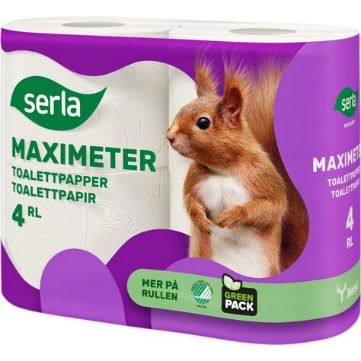 serla
MAXIMETER
TOALETTPAPPER
TOALETTPAPIR
4 RL
MER PÅ
RULLEN
GREEN
PACK
serla
MAXIMETER
TOALETTPAPPER
TOALETTPAPIR
4 RL